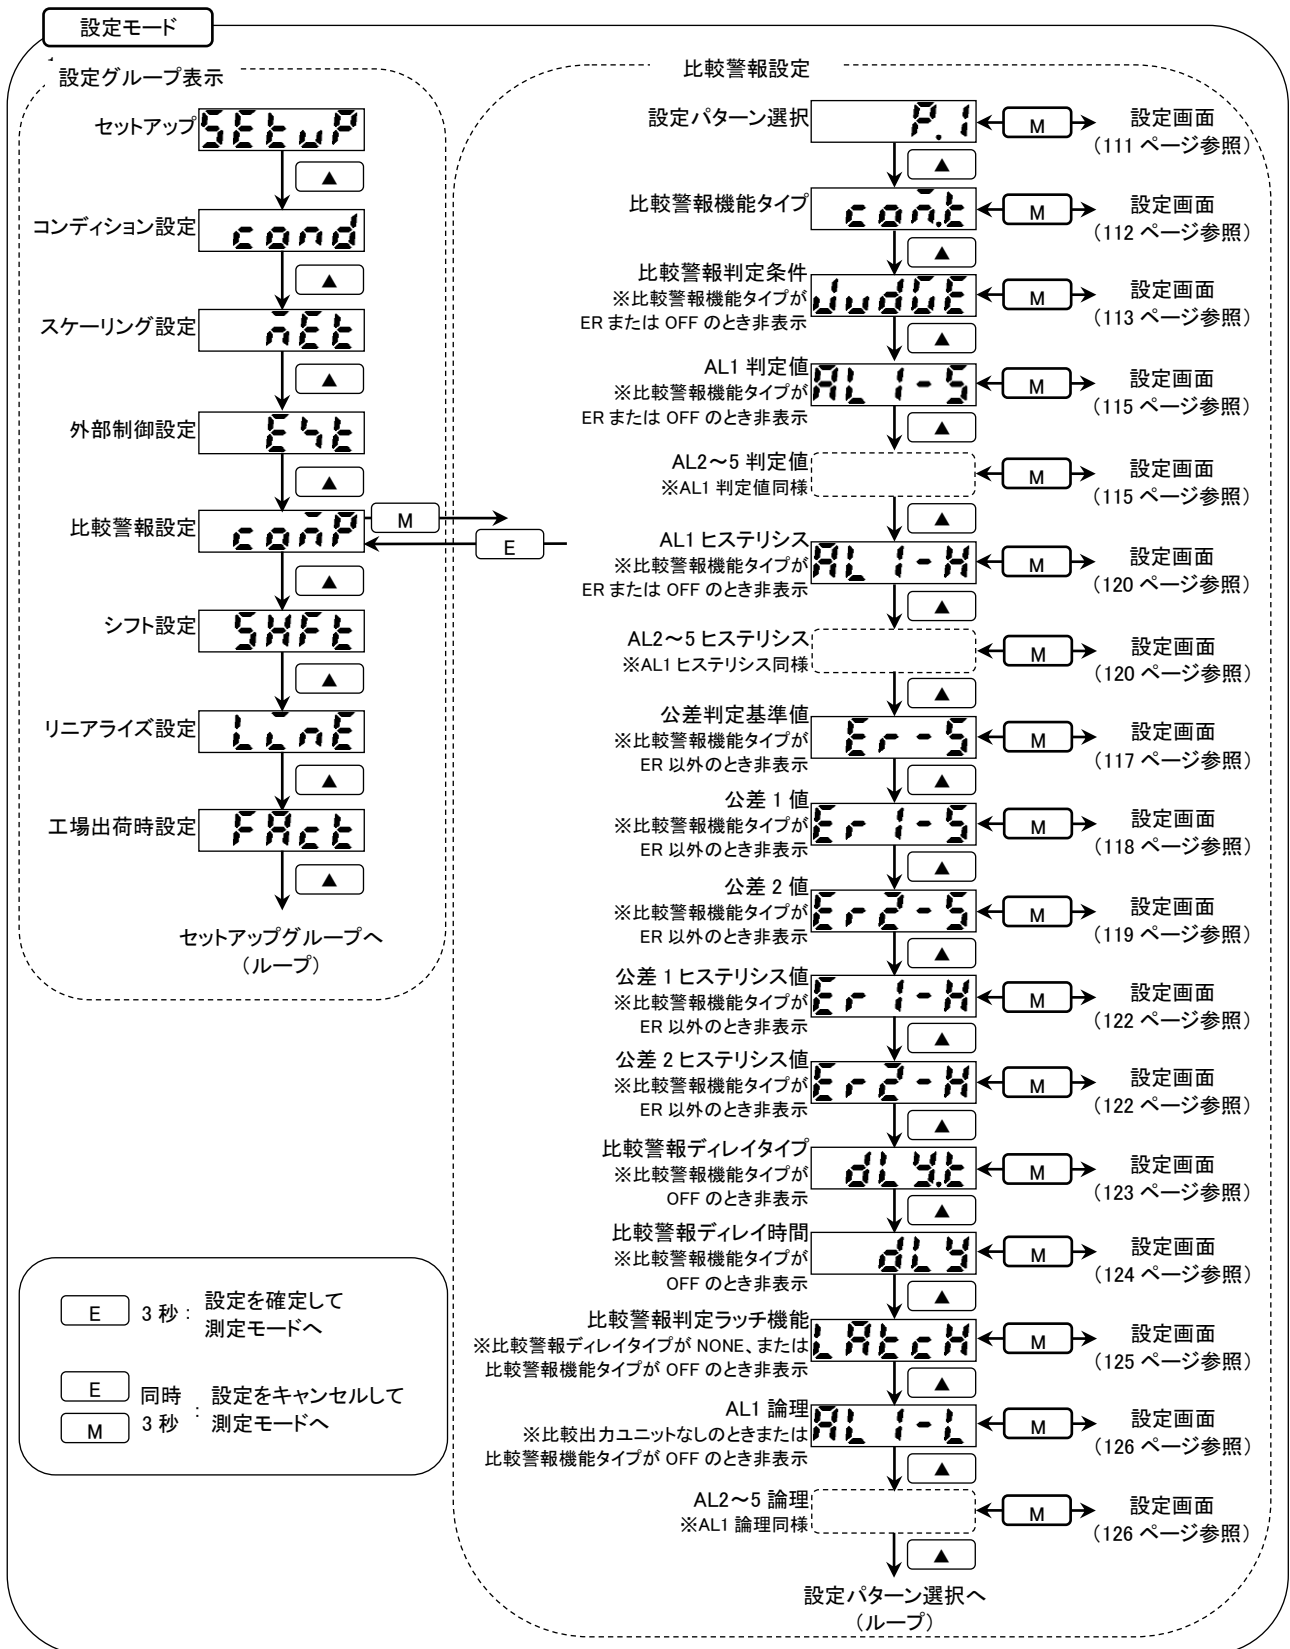 設定モード
設定グループ表示
セットアップ
SEtuP
▲
コンディション設定
cond
▲
スケーリング設定
mEt
▲
外部制御設定
Ext
▲
比較警報設定
comP
M
E
▲
シフト設定
SHFt
▲
リニアライズ設定
LinE
▲
工場出荷時設定
FAct
▲
セットアップグループへ
(ループ)
E 3 秒 : 設定を確定して
測定モードへ
E 同時 設定をキャンセルして
M 3 秒 : 測定モードへ
比較警報設定
設定パターン選択 P.1 M 設定画面
(111 ページ参照)
▲
比較警報機能タイプ com.t M 設定画面
(112 ページ参照)
▲
比較警報判定条件
※比較警報機能タイプが JudGE M 設定画面
ER または OFF のとき非表示 (113 ページ参照)
▲
AL1 判定値
※比較警報機能タイプが AL1-S M 設定画面
ER または OFF のとき非表示 (115 ページ参照)
▲
AL2～5 判定値 M 設定画面
※AL1 判定値同様 (115 ページ参照)
▲
AL1 ヒステリシス
※比較警報機能タイプが AL1-H M 設定画面
ER または OFF のとき非表示 (120 ページ参照)
▲
AL2～5 ヒステリシス M 設定画面
※AL1 ヒステリシス同様 (120 ページ参照)
▲
公差判定基準値
※比較警報機能タイプが Er-S M 設定画面
ER 以外のとき非表示 (117 ページ参照)
▲
公差 1 値
※比較警報機能タイプが Er1-S M 設定画面
ER 以外のとき非表示 (118 ページ参照)
▲
公差 2 値
※比較警報機能タイプが Er2-S M 設定画面
ER 以外のとき非表示 (119 ページ参照)
▲
公差 1 ヒステリシス値
※比較警報機能タイプが Er1-H M 設定画面
ER 以外のとき非表示 (122 ページ参照)
▲
公差 2 ヒステリシス値
※比較警報機能タイプが Er2-H M 設定画面
ER 以外のとき非表示 (122 ページ参照)
▲
比較警報ディレイタイプ
※比較警報機能タイプが dLY.t M 設定画面
OFF のとき非表示 (123 ページ参照)
▲
比較警報ディレイ時間
※比較警報機能タイプが dLY M 設定画面
OFF のとき非表示 (124 ページ参照)
▲
比較警報判定ラッチ機能
※比較警報ディレイタイプが NONE、または LAtcH M 設定画面
比較警報機能タイプが OFF のとき非表示 (125 ページ参照)
▲
AL1 論理
※比較出力ユニットなしのときまたは AL1-L M 設定画面
比較警報機能タイプが OFF のとき非表示 (126 ページ参照)
▲
AL2～5 論理 M 設定画面
※AL1 論理同様 (126 ページ参照)
▲
設定パターン選択へ
(ループ)